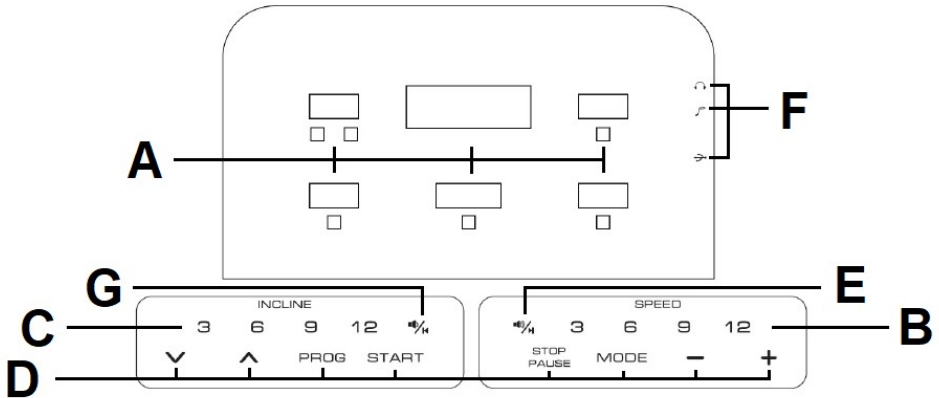 F
A
G
E
INCLINE
SPEED
C
3 6 9 12
3 6 9 12
B
D
PROG START
STOP
PAUSE
MODE
- +